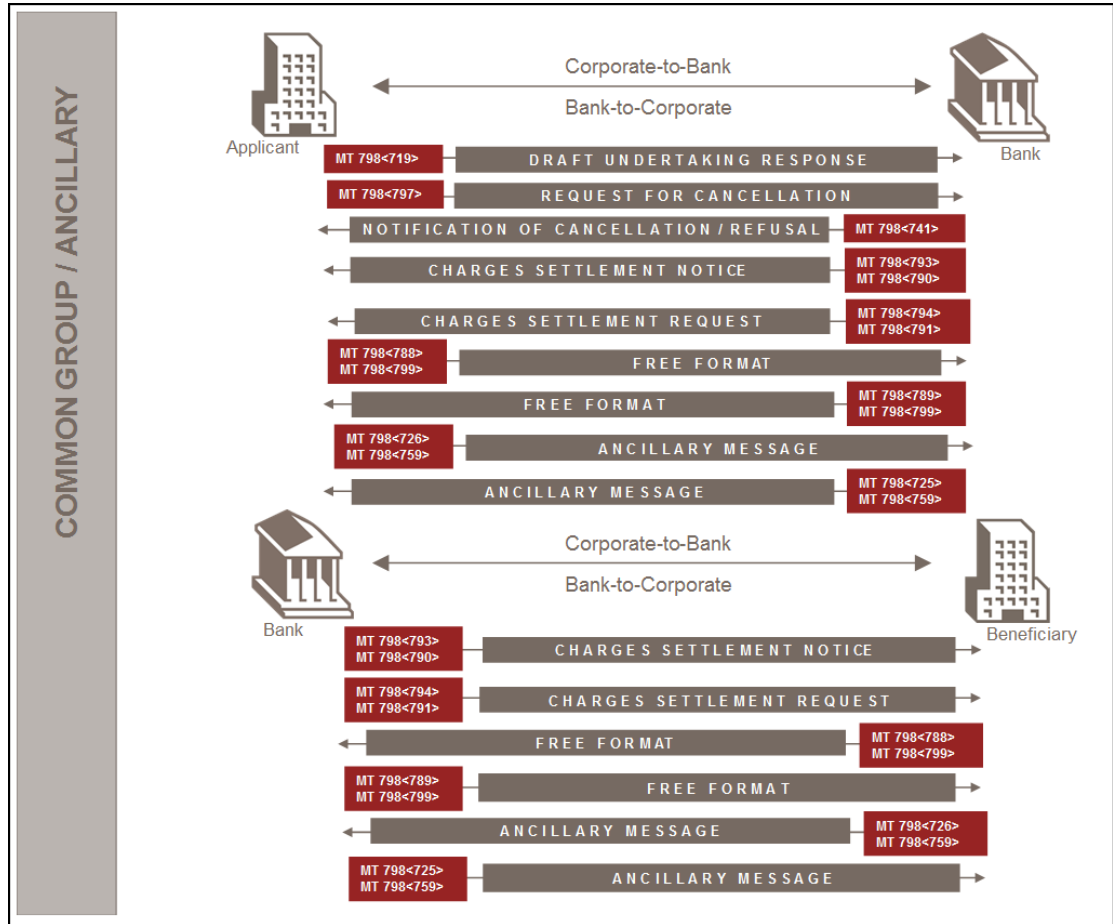 COMMON GROUP / ANCILLARY
Corporate-to-Bank
Bank-to-Corporate
Applicant
Bank
MT 798<719>
DRAFT UNDERTAKING RESPONSE
MT 798<797>
REQUEST FOR CANCELLATION
NOTIFICATION OF CANCELLATION / REFUSAL
MT 798<741>
CHARGES SETTLEMENT NOTICE
MT 798<793>
MT 798<790>
CHARGES SETTLEMENT REQUEST
MT 798<794>
MT 798<791>
MT 798<788>
MT 798<799>
FREE FORMAT
FREE FORMAT
MT 798<789>
MT 798<799>
MT 798<726>
MT 798<759>
ANCILLARY MESSAGE
ANCILLARY MESSAGE
MT 798<725>
MT 798<759>
Corporate-to-Bank
Bank-to-Corporate
Bank
Beneficiary
MT 798<793>
MT 798<790>
CHARGES SETTLEMENT NOTICE
MT 798<794>
MT 798<791>
CHARGES SETTLEMENT REQUEST
FREE FORMAT
MT 798<788>
MT 798<799>
MT 798<789>
MT 798<799>
FREE FORMAT
ANCILLARY MESSAGE
MT 798<726>
MT 798<759>
MT 798<725>
MT 798<759>
ANCILLARY MESSAGE